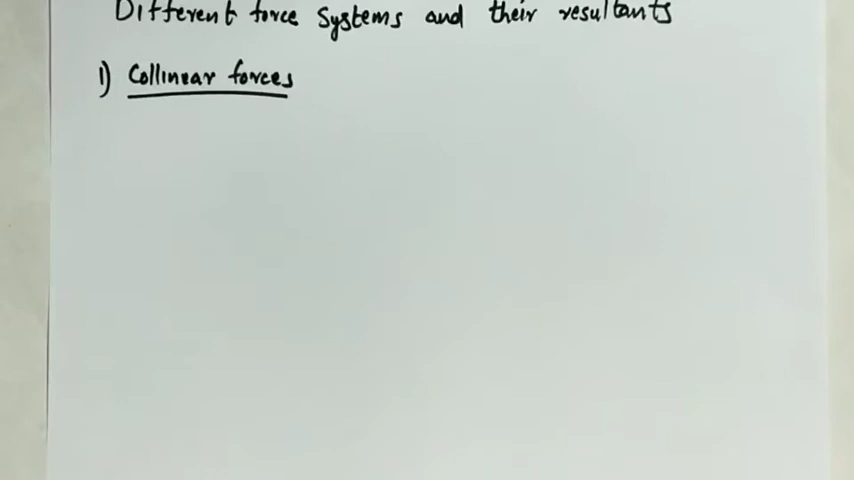 Different force Systems and their resultants
1) Collinear forces